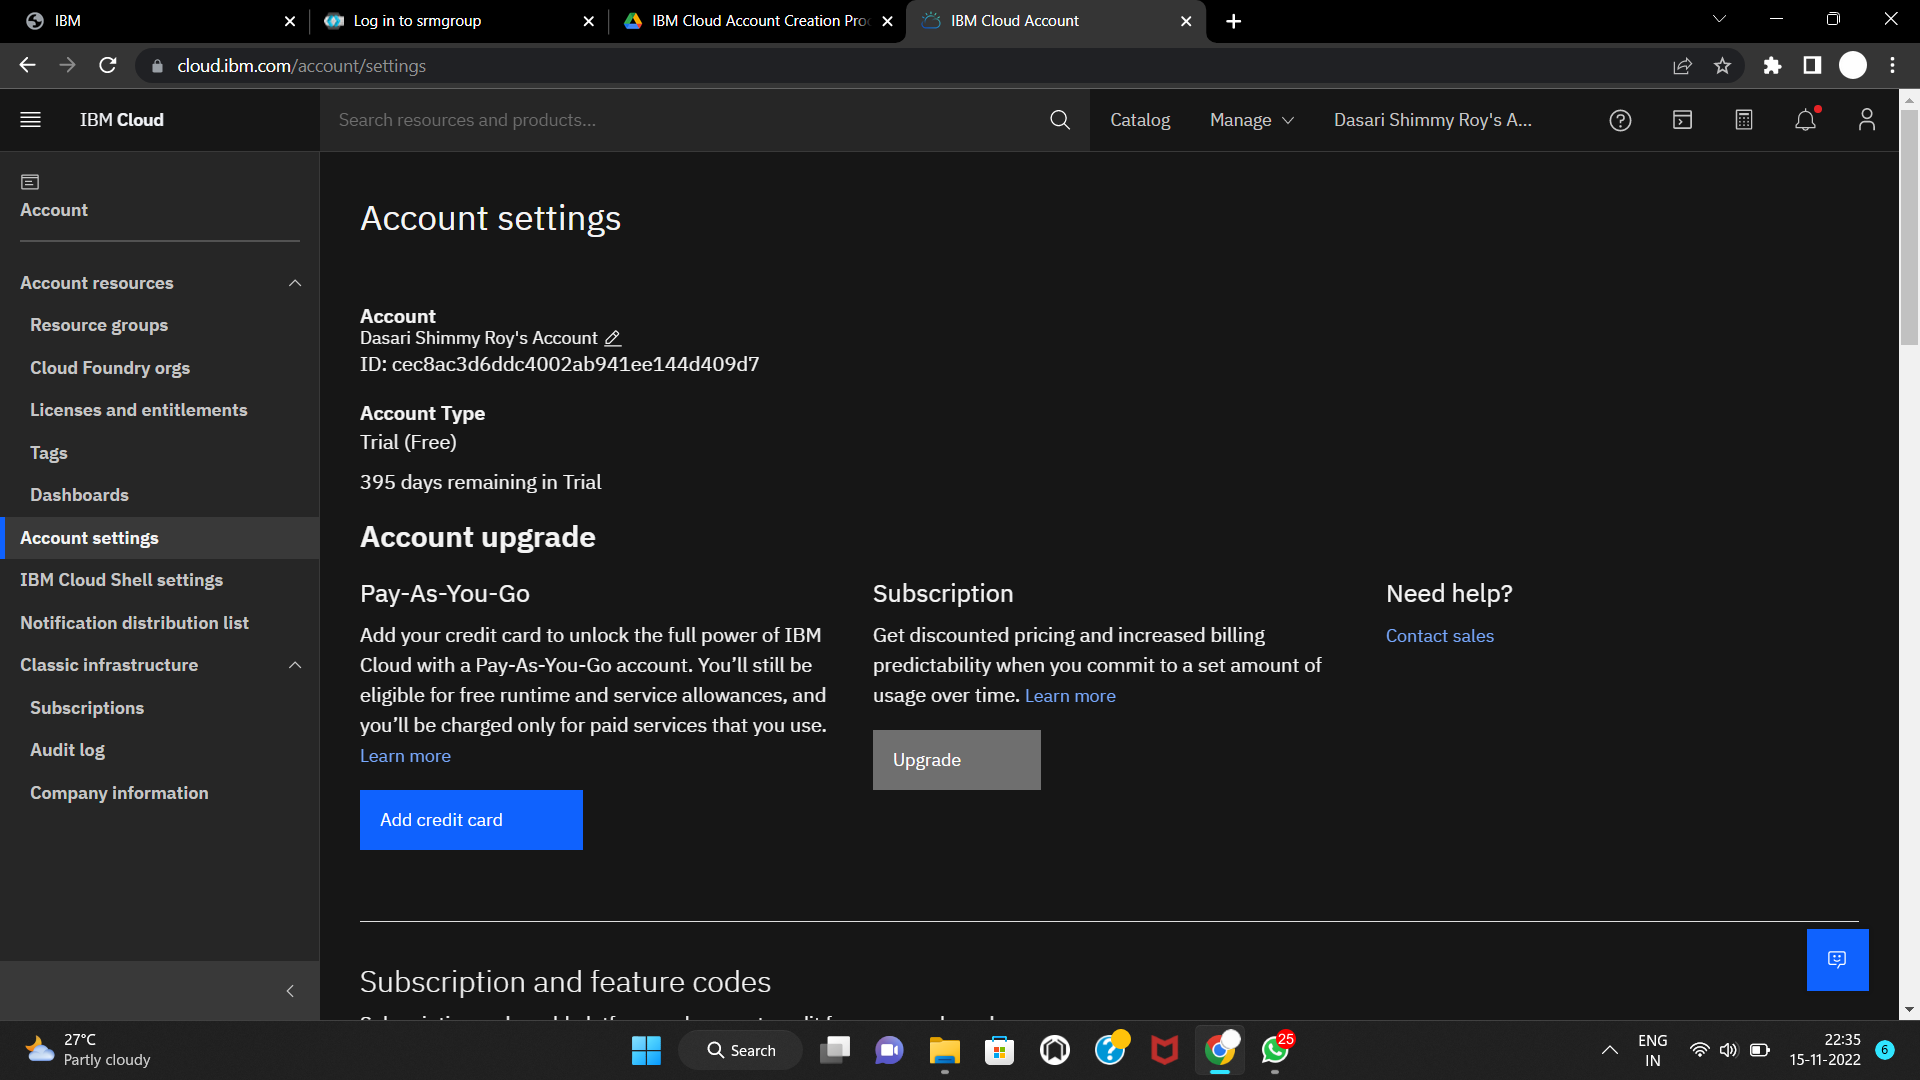 IBM
Log in to srmgroup
IBM Cloud Account Creation Pro
IBM Cloud Account
cloud.ibm.com/account/settings
IBM Cloud
Search resources and products...
Catalog
Manage
Dasari Shimmy Roy's A...
Account
Account resources
Resource groups
Cloud Foundry orgs
Licenses and entitlements
Tags
Dashboards
Account settings
IBM Cloud Shell settings
Notification distribution list
Classic infrastructure
Subscriptions
Audit log
Company information
Account settings
Account
Dasari Shimmy Roy's Account
ID: cec8ac3d6ddc4002ab941ee144d409d7
Account Type
Trial (Free)
395 days remaining in Trial
Account upgrade
Pay-As-You-Go
Add your credit card to unlock the full power of IBM
Cloud with a Pay-As-You-Go account. You’ll still be
eligible for free runtime and service allowances, and
you’ll be charged only for paid services that you use.
Learn more
Add credit card
Subscription
Get discounted pricing and increased billing
predictability when you commit to a set amount of
usage over time. Learn more
Upgrade
Need help?
Contact sales
Subscription and feature codes
27°C
Partly cloudy
Search
25
ENG
IN
22:35
15-11-2022
6